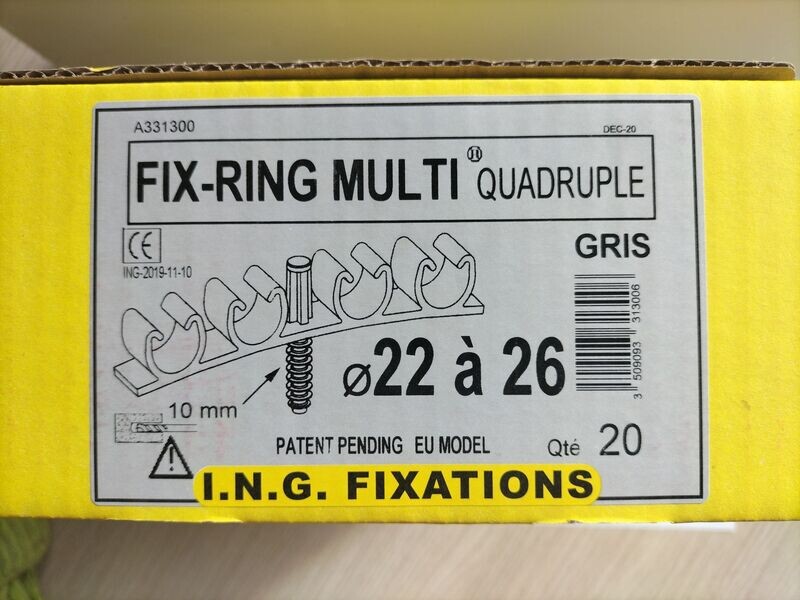 A331300
DEC-20
FIX-RING MULTI ® QUADRUPLE
CE
ING-2019-11-10
GRIS
3 509093 313006
ø22 à 26
10 mm
PATENT PENDING EU MODEL
Qté 20
I.N.G. FIXATIONS